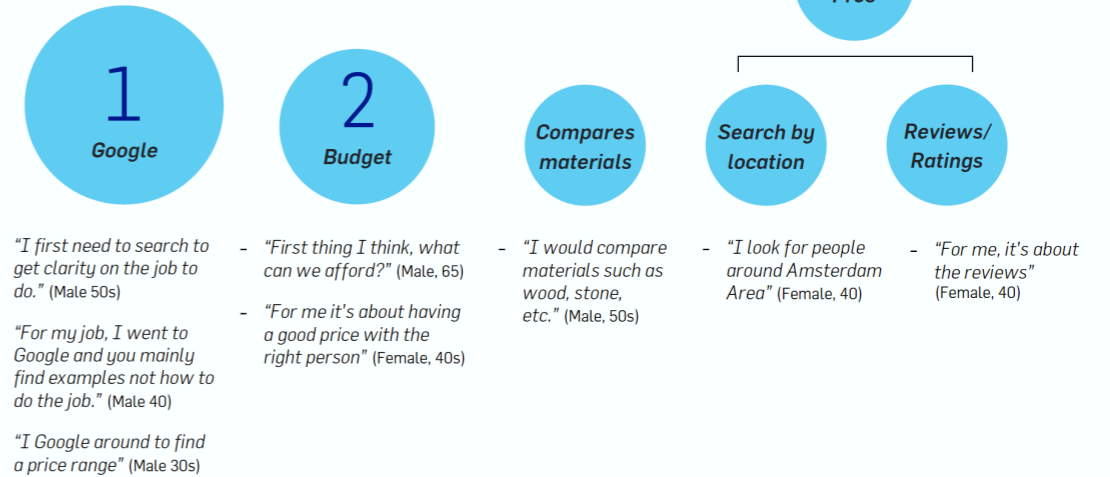 1
Google
2
Budget
Compares
materials
Search by
location
Reviews/
Ratings
“I first need to search to
get clarity on the job to
do.” (Male 50s)
“For my job, I went to
Google and you mainly
find examples not how to
do the job.” (Male 40)
“I Google around to find
a price range” (Male 30s)
- “First thing I think, what
can we afford?” (Male, 65)
- “For me it’s about having
a good price with the
right person” (Female, 40s)
- “I would compare
materials such as
wood, stone,
etc.” (Male, 50s)
- “I look for people
around Amsterdam
Area” (Female, 40)
- “For me, it’s about
the reviews”
(Female, 40)